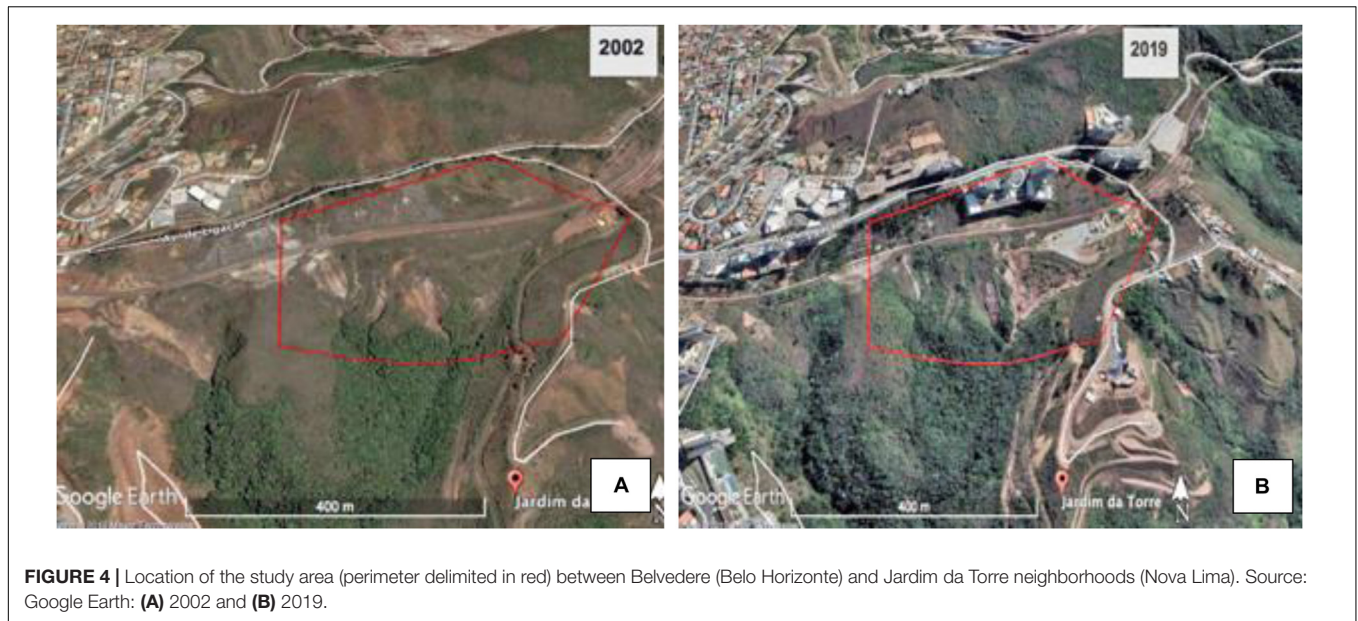 2002
Google Earth
400 m
Jardim da
A
N
2019
Google Earth
400 m
Jardim da Torre
N
B
FIGURE 4 | Location of the study area (perimeter delimited in red) between Belvedere (Belo Horizonte) and Jardim da Torre neighborhoods (Nova Lima). Source:
Google Earth: (A) 2002 and (B) 2019.